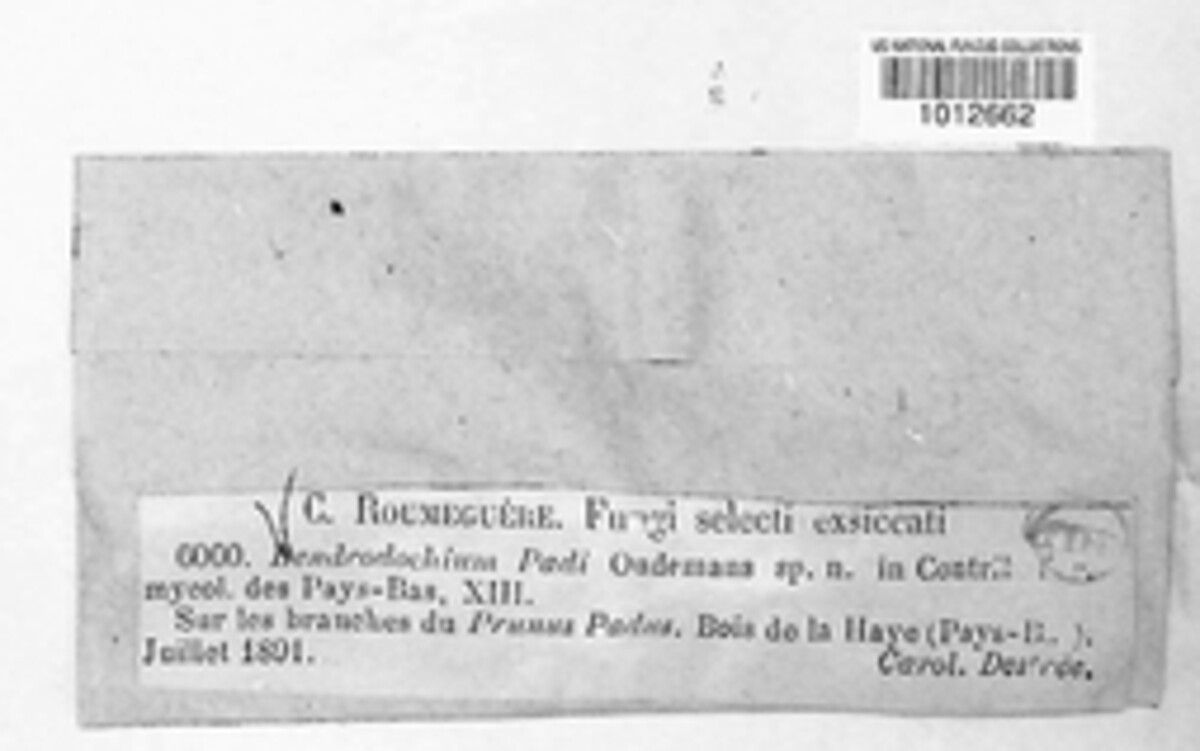 US NATIONAL FUNGUS COLLECTIONS
1012662
C. ROUMEGUÈRE. Fungi selecti exsiccati
6000. Dendrodochium Padi Oudemans sp. n. in Contr.
mycol. des Pays-Bas, XIII.
Sur les branches du Prunus Padus. Bois de la Haye (Pays-B.. ).
Juillet 1891.
Carol. Destrée.